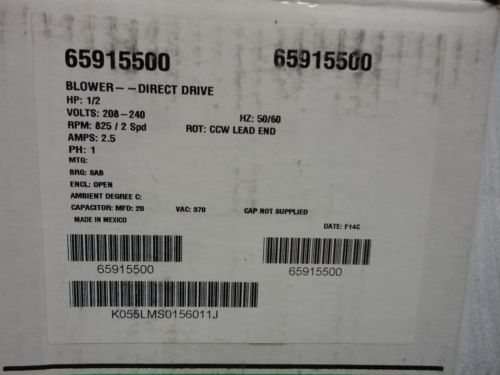 65915500 65915500
BLOWER--DIRECT DRIVE
HP: 1/2
VOLTS: 208-240 HZ: 50/60
RPM: 825 / 2 Spd ROT: CCW LEAD END
AMPS: 2.5
PH: 1
MTG:
BRG: SAB
ENCL: OPEN
AMBIENT DEGREE C:
CAPACITOR: MFD: 20 VAC: 370 CAP NOT SUPPLIED
MADE IN MEXICO DATE: F14C
65915500 65915500
K055LMS0156011J